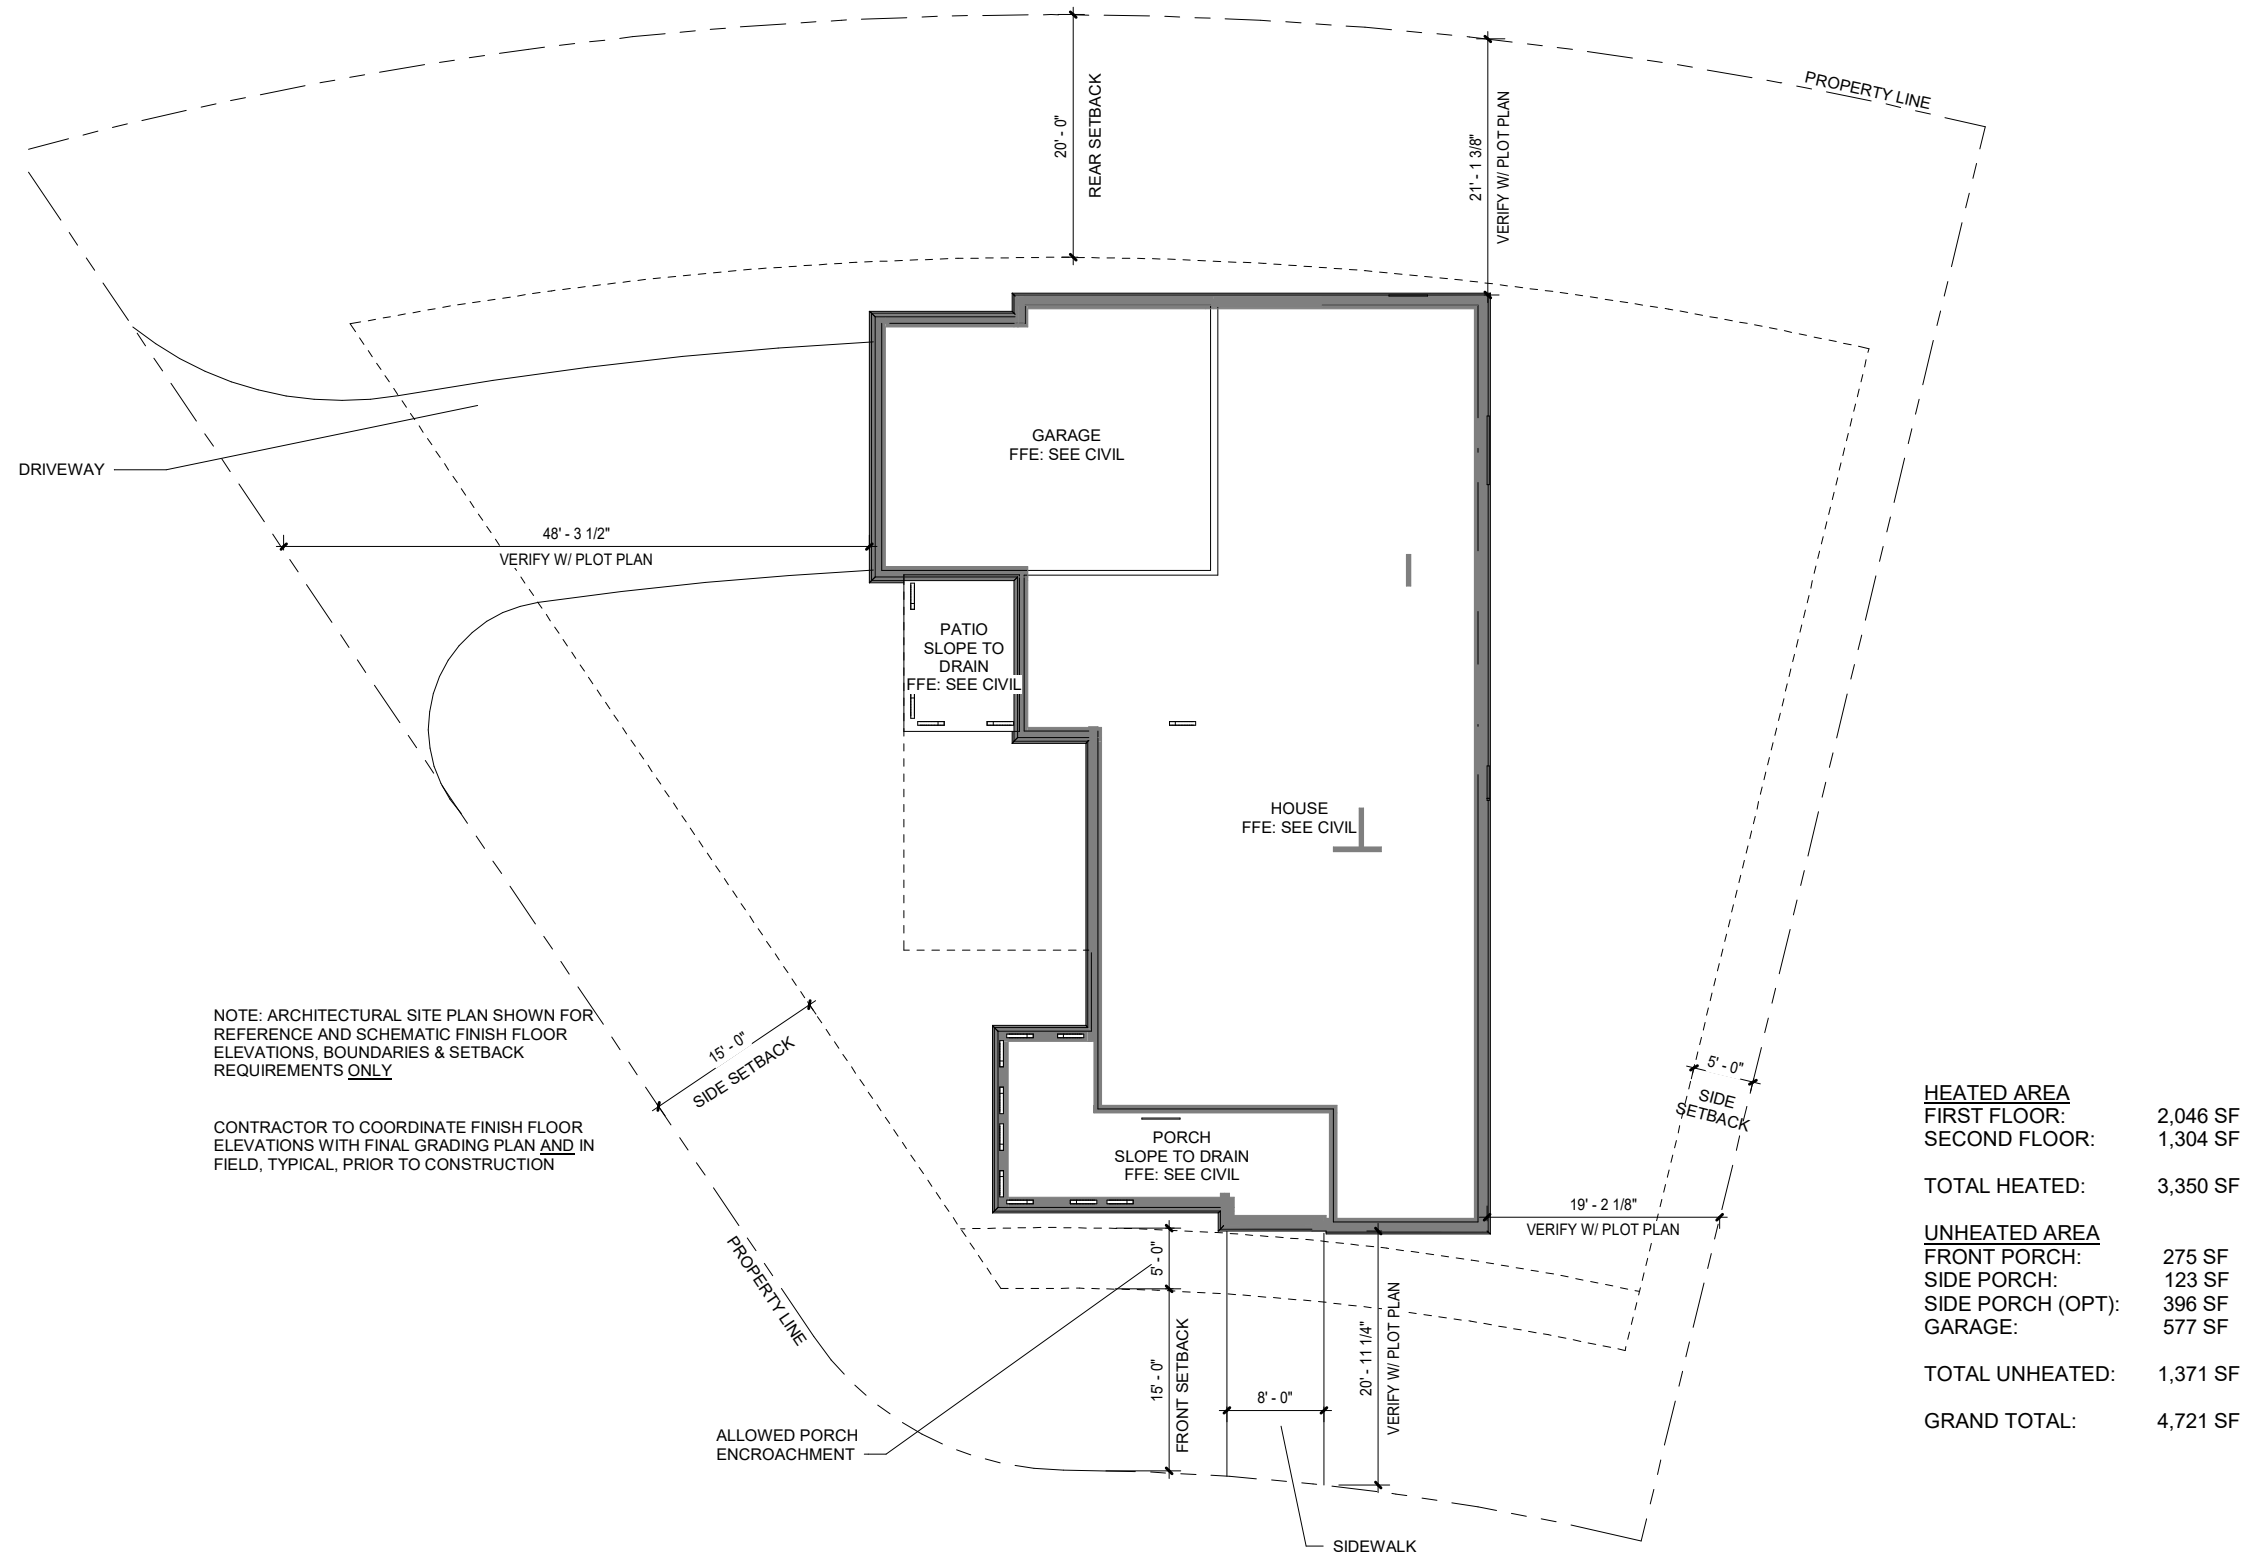 PROPERTY LINE
20' - 0"
REAR SETBACK
21' - 1 3/8"
VERIFY W/ PLOT PLAN
GARAGE
FFE: SEE CIVIL
DRIVEWAY
48' - 3 1/2"
VERIFY W/ PLOT PLAN
PATIO
SLOPE TO
DRAIN
FFE: SEE CIVIL
HOUSE
FFE: SEE CIVIL
NOTE: ARCHITECTURAL SITE PLAN SHOWN FOR
REFERENCE AND SCHEMATIC FINISH FLOOR
ELEVATIONS, BOUNDARIES & SETBACK
REQUIREMENTS ONLY
CONTRACTOR TO COORDINATE FINISH FLOOR
ELEVATIONS WITH FINAL GRADING PLAN AND IN
FIELD, TYPICAL, PRIOR TO CONSTRUCTION
15' - 0"
SIDE SETBACK
5' - 0"
SIDE
SETBACK
PORCH
SLOPE TO DRAIN
FFE: SEE CIVIL
19' - 2 1/8"
VERIFY W/ PLOT PLAN
PROPERTY LINE
5' - 0"
15' - 0"
FRONT SETBACK
8' - 0"
20' - 11 1/4"
VERIFY W/ PLOT PLAN
ALLOWED PORCH
ENCROACHMENT
SIDEWALK
HEATED AREA
FIRST FLOOR: 2,046 SF
SECOND FLOOR: 1,304 SF
TOTAL HEATED: 3,350 SF
UNHEATED AREA
FRONT PORCH: 275 SF
SIDE PORCH: 123 SF
SIDE PORCH (OPT): 396 SF
GARAGE: 577 SF
TOTAL UNHEATED: 1,371 SF
GRAND TOTAL: 4,721 SF